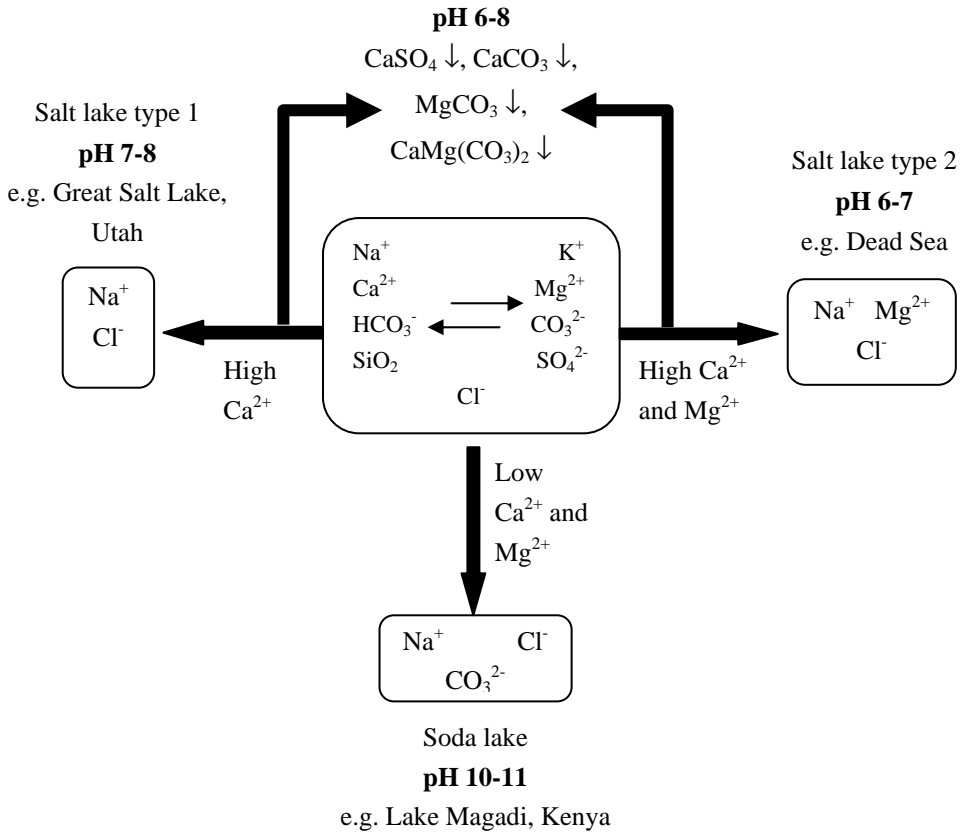 pH 6-8
CaSO₄ ↓, CaCO₃ ↓,
MgCO₃ ↓,
CaMg(CO₃)₂ ↓
Salt lake type 1
pH 7-8
e.g. Great Salt Lake,
Utah
Na⁺
Cl⁻
High
Ca²⁺
Na⁺ K⁺
Ca²⁺ Mg²⁺
HCO₃⁻ CO₃²⁻
SiO₂ SO₄²⁻
Cl⁻
High Ca²⁺
and Mg²⁺
Salt lake type 2
pH 6-7
e.g. Dead Sea
Na⁺ Mg²⁺
Cl⁻
Low
Ca²⁺ and
Mg²⁺
Na⁺ Cl⁻
CO₃²⁻
Soda lake
pH 10-11
e.g. Lake Magadi, Kenya